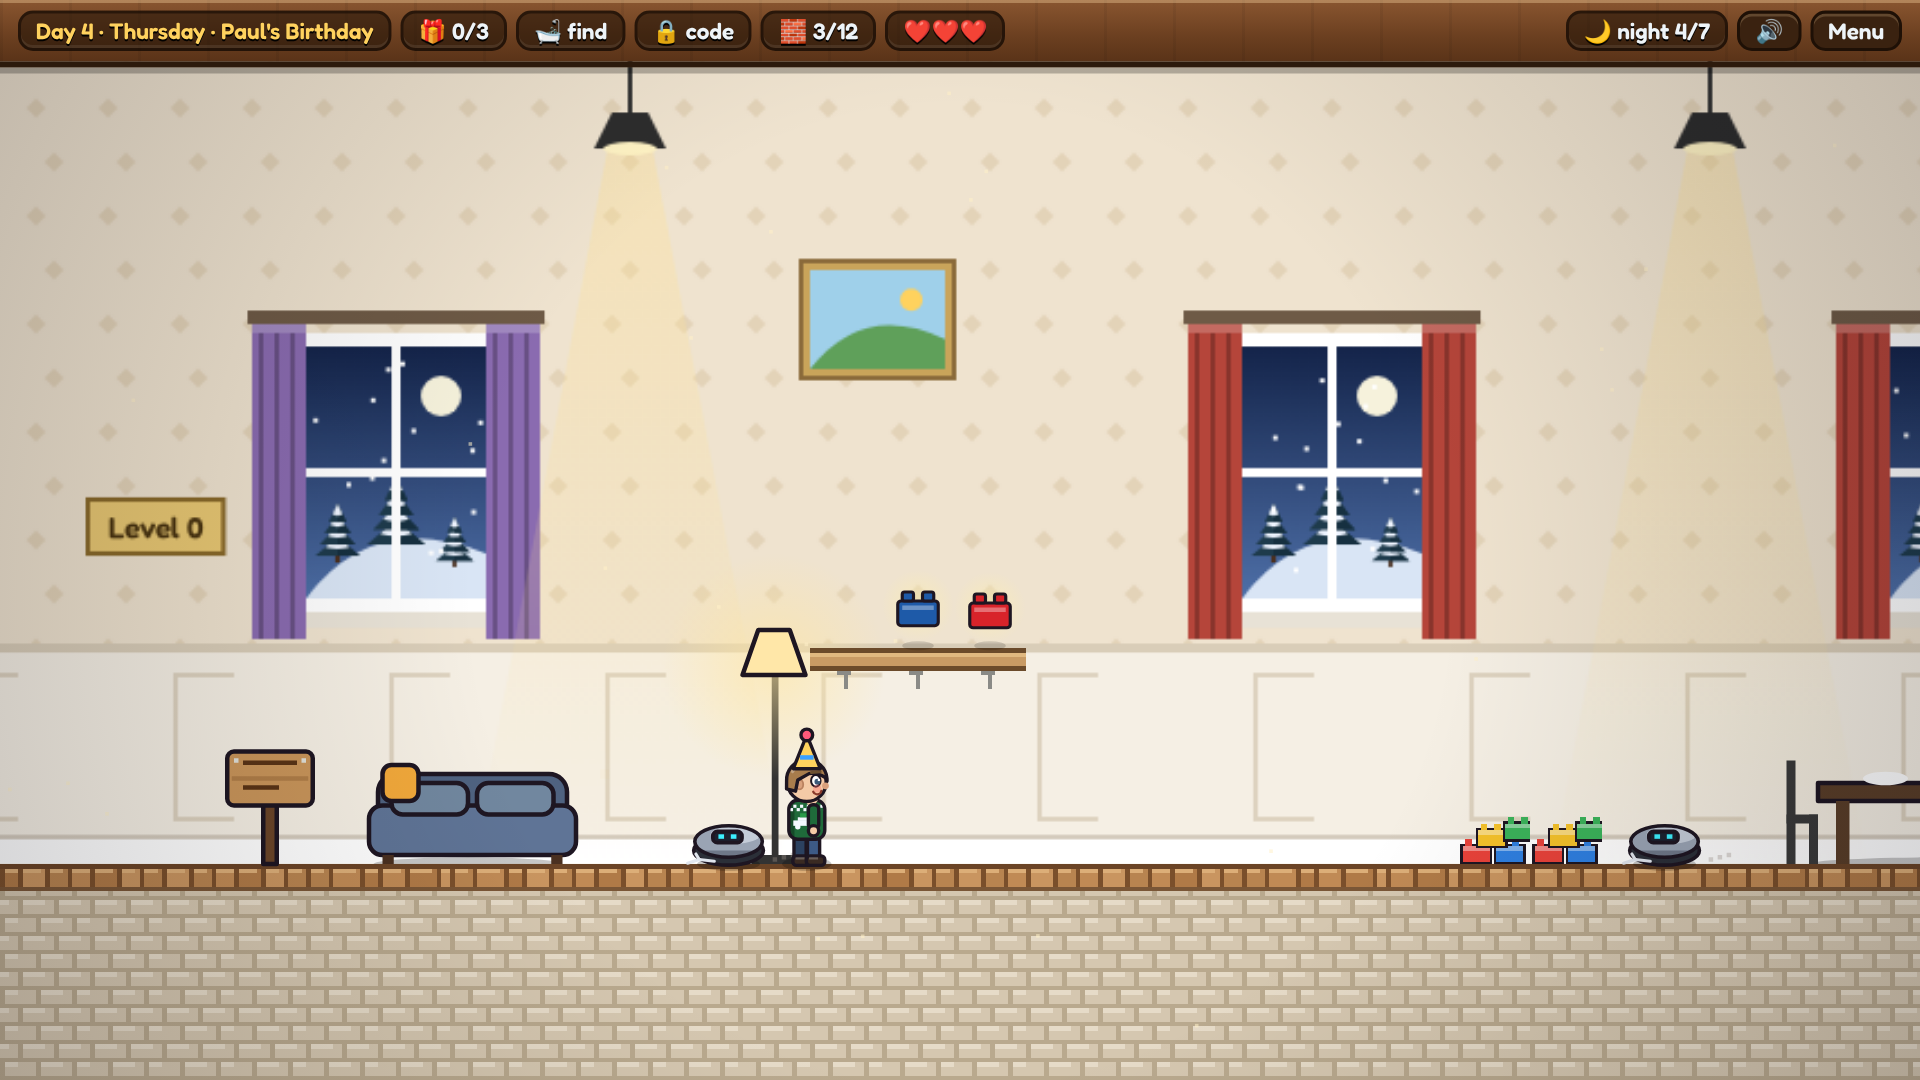 Day 4 · Thursday · Paul's Birthday
0/3
find
code
3/12
night 4/7
Menu
Level 0